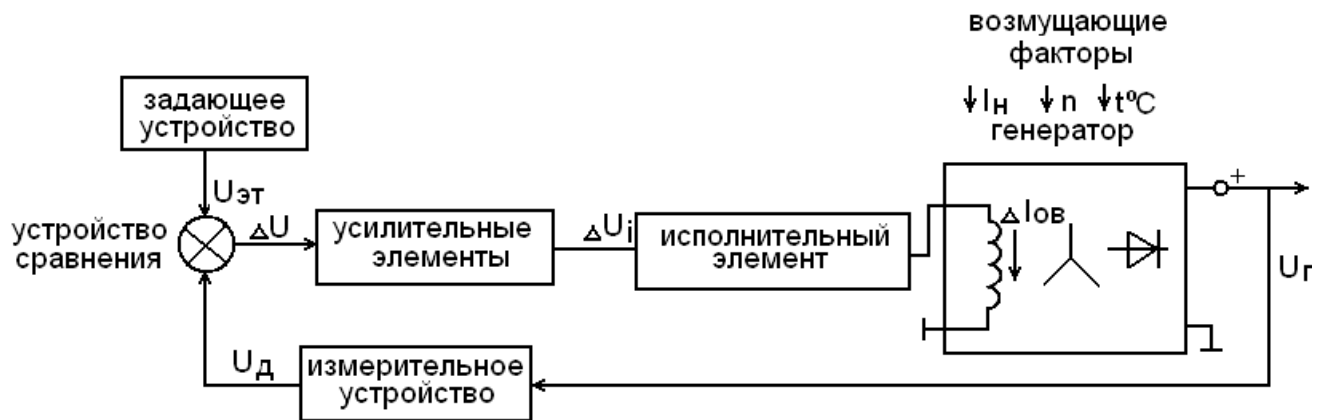 возмущающие
факторы
Iн n t°C
генератор
задающее
устройство
Uэт
устройство
сравнения
ΔU
усилительные
элементы
ΔUi
исполнительный
элемент
ΔIов
+
Uг
Uд
измерительное
устройство